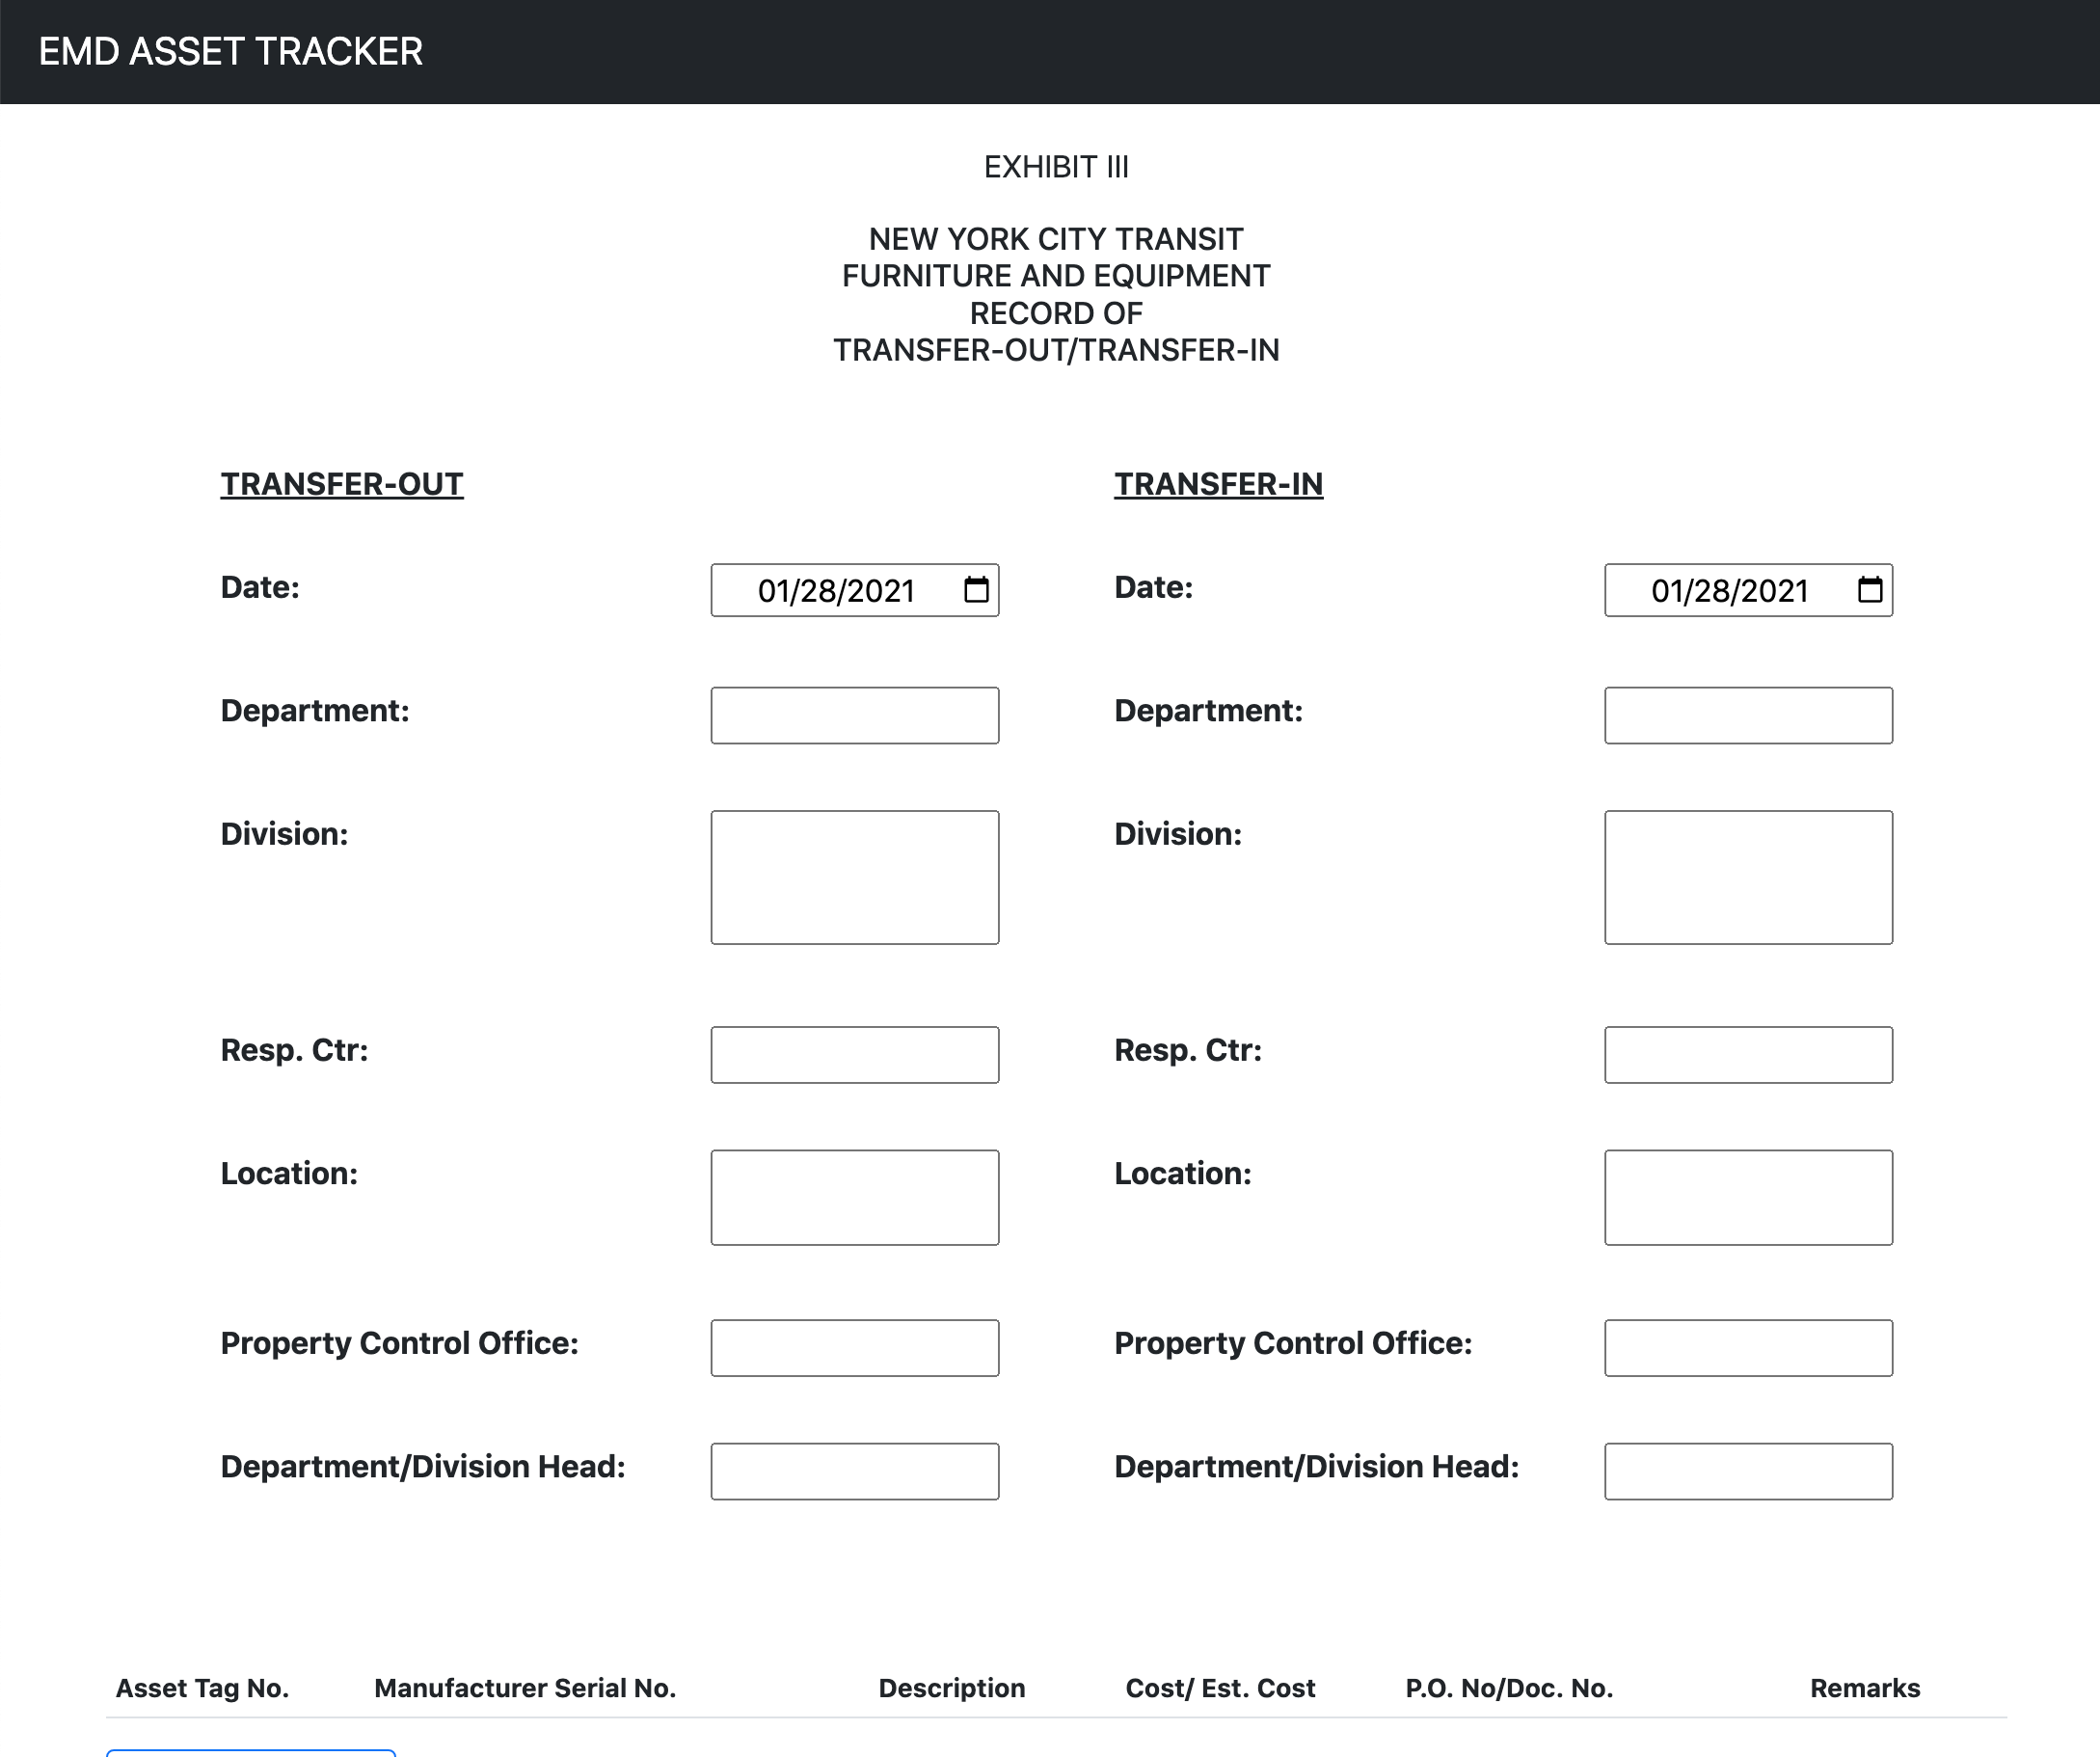 EMD ASSET TRACKER
EXHIBIT III
NEW YORK CITY TRANSIT
FURNITURE AND EQUIPMENT
RECORD OF
TRANSFER-OUT/TRANSFER-IN
TRANSFER-OUT TRANSFER-IN
Date: 01/28/2021 Date: 01/28/2021
Department: Department:
Division: Division:
Resp. Ctr: Resp. Ctr:
Location: Location:
Property Control Office: Property Control Office:
Department/Division Head: Department/Division Head:
Asset Tag No. Manufacturer Serial No. Description Cost/ Est. Cost P.O. No/Doc. No. Remarks